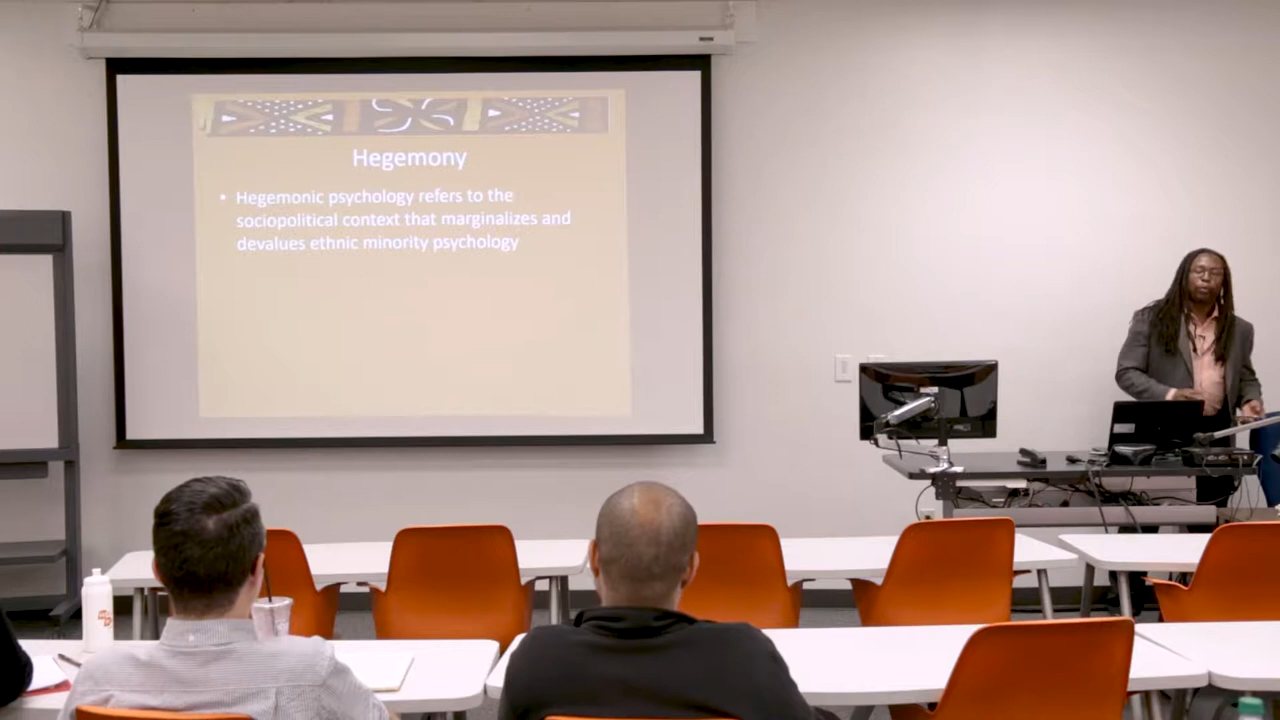 Hegemony
• Hegemonic psychology refers to the
sociopolitical context that marginalizes and
devalues ethnic minority psychology